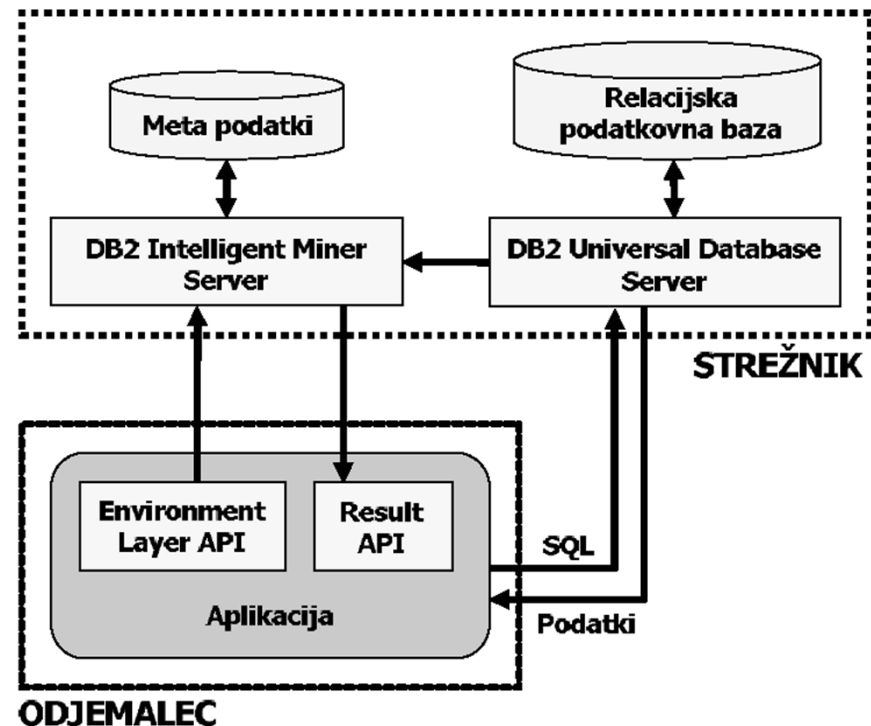 Meta podatki
Relacijska
podatkovna baza
DB2 Intelligent Miner
Server
DB2 Universal Database
Server
STREŽNIK
Environment
Layer API
Result
API
Aplikacija
SQL
Podatki
ODJEMALEC